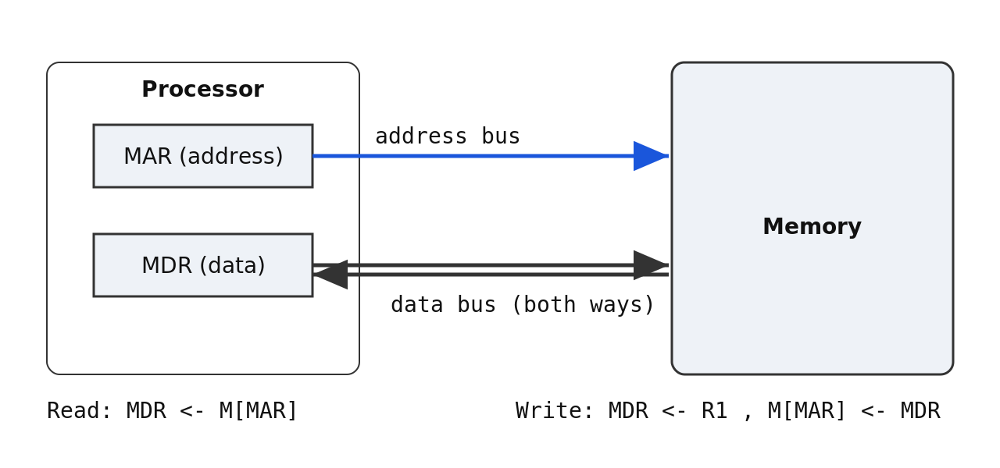 Processor
MAR (address)
address bus
MDR (data)
Memory
data bus (both ways)
Read: MDR <- M[MAR]
Write: MDR <- R1 , M[MAR] <- MDR